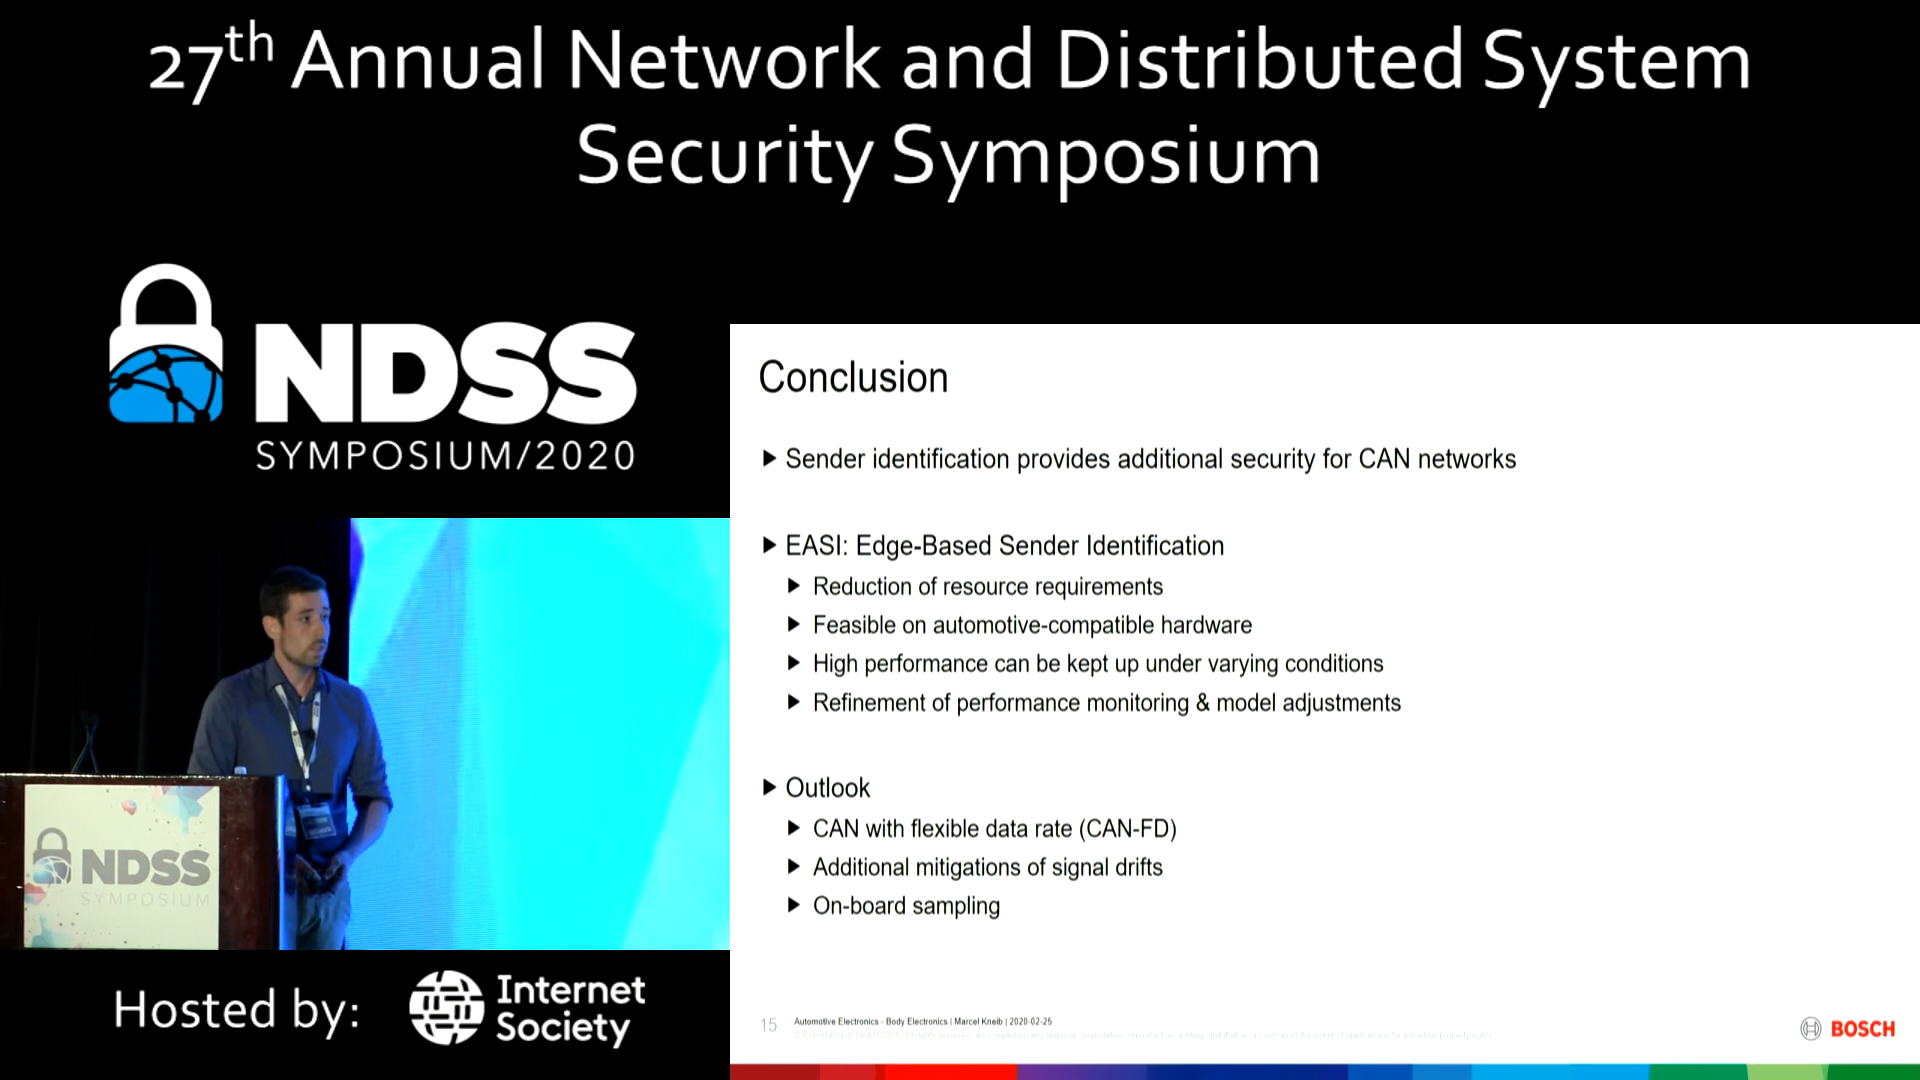 27th Annual Network and Distributed System
Security Symposium
NDSS
SYMPOSIUM/2020
Conclusion
Sender identification provides additional security for CAN networks
EASI: Edge-Based Sender Identification
Reduction of resource requirements
Feasible on automotive-compatible hardware
High performance can be kept up under varying conditions
Refinement of performance monitoring & model adjustments
Outlook
CAN with flexible data rate (CAN-FD)
Additional mitigations of signal drifts
On-board sampling
15 Automotive Electronics - Body Electronics | Marcel Kneib | 2020-02-25
BOSCH
NDSS
SYMPOSIUM
Hosted by:
Internet
Society